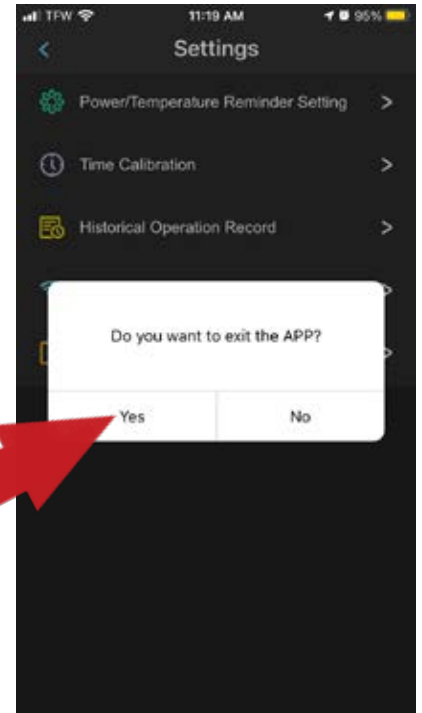 TFW 11:19 AM 95%
< Settings
Power/Temperature Reminder Setting >
Time Calibration >
Historical Operation Record >
>
Do you want to exit the APP?
>
Yes No